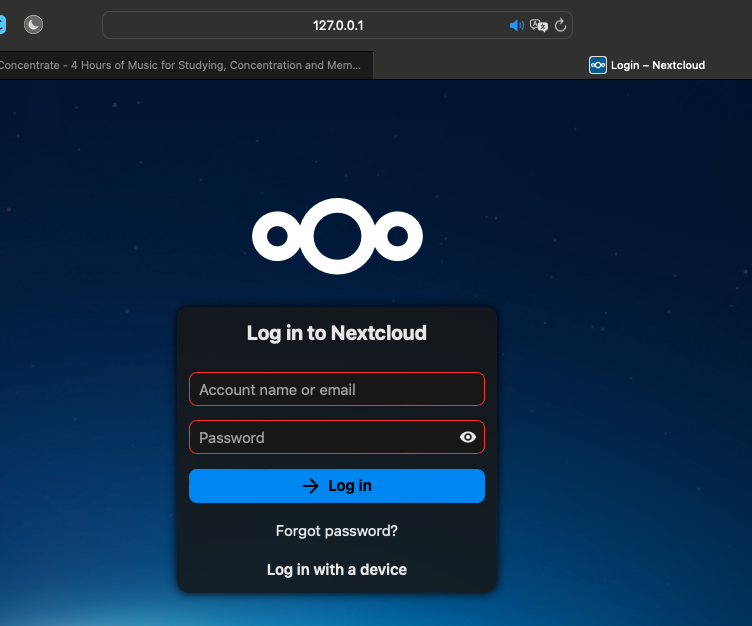 127.0.0.1
Concentrate - 4 Hours of Music for Studying, Concentration and Mem...
Login – Nextcloud
Log in to Nextcloud
Account name or email
Password
Log in
Forgot password?
Log in with a device